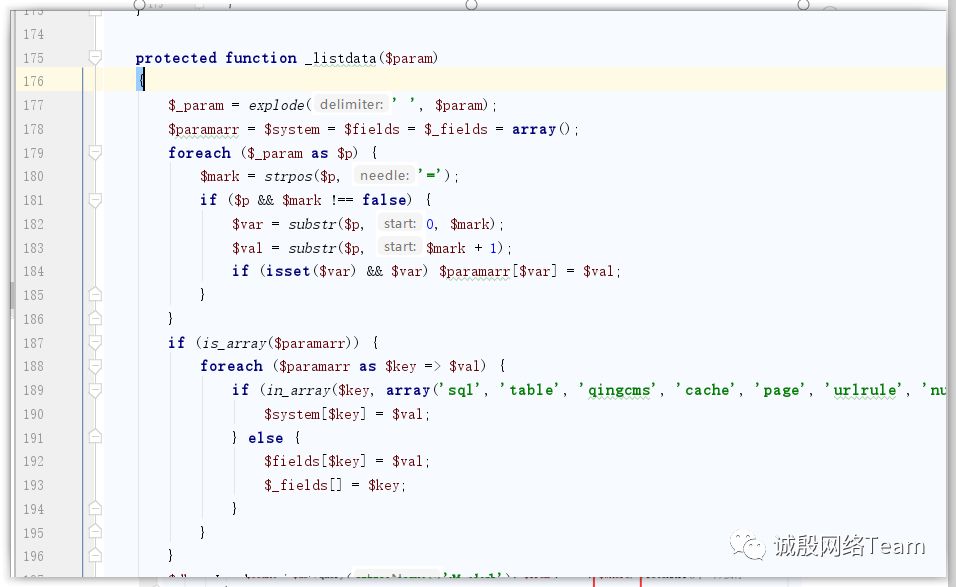 173 }
174
175 protected function _listdata($param)
176 {
177 $_param = explode( delimiter: ' ', $param);
178 $paramarr = $system = $fields = $_fields = array();
179 foreach ($_param as $p) {
180 $mark = strpos($p, needle: '=');
181 if ($p && $mark !== false) {
182 $var = substr($p, start: 0, $mark);
183 $val = substr($p, start: $mark + 1);
184 if (isset($var) && $var) $paramarr[$var] = $val;
185 }
186 }
187 if (is_array($paramarr)) {
188 foreach ($paramarr as $key => $val) {
189 if (in_array($key, array('sql', 'table', 'qingcms', 'cache', 'page', 'urlrule', 'nu
190 $system[$key] = $val;
191 } else {
192 $fields[$key] = $val;
193 $_fields[] = $key;
194 }
195 }
196 }
诚殷网络Team